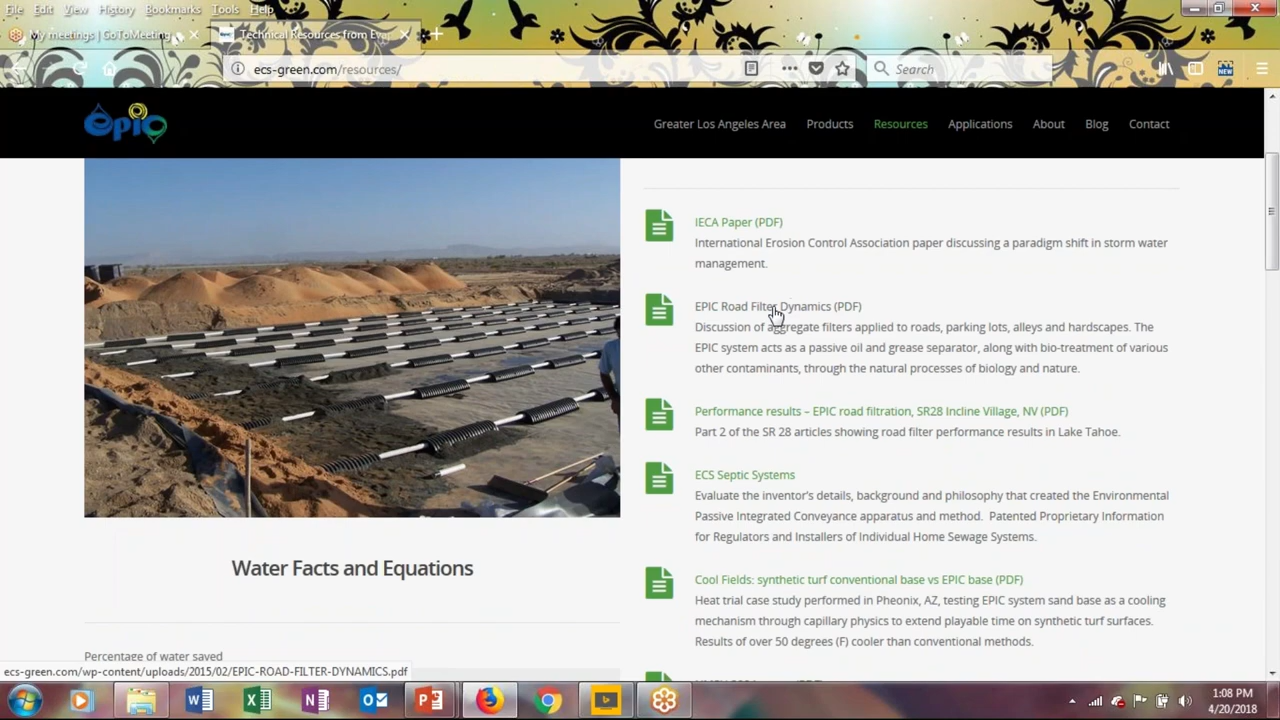 File Edit View History Bookmarks Tools Help
My meetings | GoToMeeting
Technical Resources from Eva
ecs-green.com/resources/
Search
NEW
epic
Greater Los Angeles Area Products Resources Applications About Blog Contact
IECA Paper (PDF)
International Erosion Control Association paper discussing a paradigm shift in storm water
management.
EPIC Road Filter Dynamics (PDF)
Discussion of aggregate filters applied to roads, parking lots, alleys and hardscapes. The
EPIC system acts as a passive oil and grease separator, along with bio-treatment of various
other contaminants, through the natural processes of biology and nature.
Performance results – EPIC road filtration, SR28 Incline Village, NV (PDF)
Part 2 of the SR 28 articles showing road filter performance results in Lake Tahoe.
ECS Septic Systems
Evaluate the inventor's details, background and philosophy that created the Environmental
Passive Integrated Conveyance apparatus and method. Patented Proprietary Information
for Regulators and Installers of Individual Home Sewage Systems.
Cool Fields: synthetic turf conventional base vs EPIC base (PDF)
Heat trial case study performed in Pheonix, AZ, testing EPIC system sand base as a cooling
mechanism through capillary physics to extend playable time on synthetic turf surfaces.
Results of over 50 degrees (F) cooler than conventional methods.
Water Facts and Equations
Percentage of water saved
ecs-green.com/wp-content/uploads/2015/02/EPIC-ROAD-FILTER-DYNAMICS.pdf
1:08 PM
4/20/2018